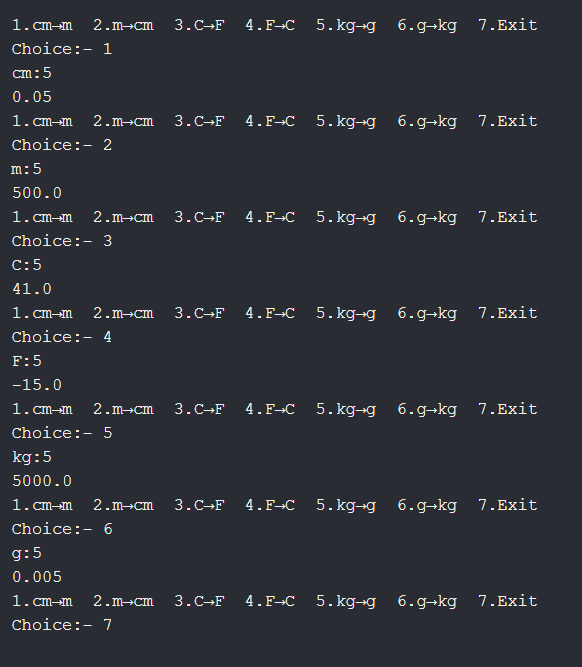 1.cm→m  2.m→cm  3.C→F  4.F→C  5.kg→g  6.g→kg  7.Exit
Choice:- 1
cm:5
0.05
1.cm→m  2.m→cm  3.C→F  4.F→C  5.kg→g  6.g→kg  7.Exit
Choice:- 2
m:5
500.0
1.cm→m  2.m→cm  3.C→F  4.F→C  5.kg→g  6.g→kg  7.Exit
Choice:- 3
C:5
41.0
1.cm→m  2.m→cm  3.C→F  4.F→C  5.kg→g  6.g→kg  7.Exit
Choice:- 4
F:5
-15.0
1.cm→m  2.m→cm  3.C→F  4.F→C  5.kg→g  6.g→kg  7.Exit
Choice:- 5
kg:5
5000.0
1.cm→m  2.m→cm  3.C→F  4.F→C  5.kg→g  6.g→kg  7.Exit
Choice:- 6
g:5
0.005
1.cm→m  2.m→cm  3.C→F  4.F→C  5.kg→g  6.g→kg  7.Exit
Choice:- 7